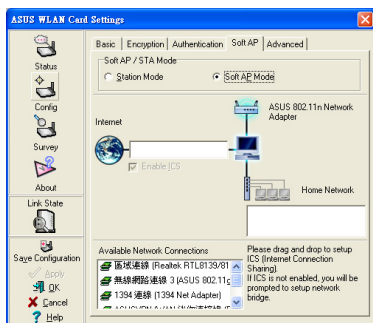 ASUS WLAN Card Settings
Status
Config
Survey
About
Link State
Save Configuration
Apply
OK
Cancel
Help
Basic
Encryption
Authentication
Soft AP
Advanced
Soft AP / STA Mode
Station Mode
Soft AP Mode
ASUS 802.11n Network Adapter
Internet
Enable ICS
Home Network
Available Network Connections
區域連線 (Realtek RTL8139/81
無線網路連線 3 (ASUS 802.11g
1394 連線 (1394 Net Adapter)
Please drag and drop to setup
ICS (Internet Connection
Sharing).
If ICS is not enabled, you will be
prompted to setup network
bridge.